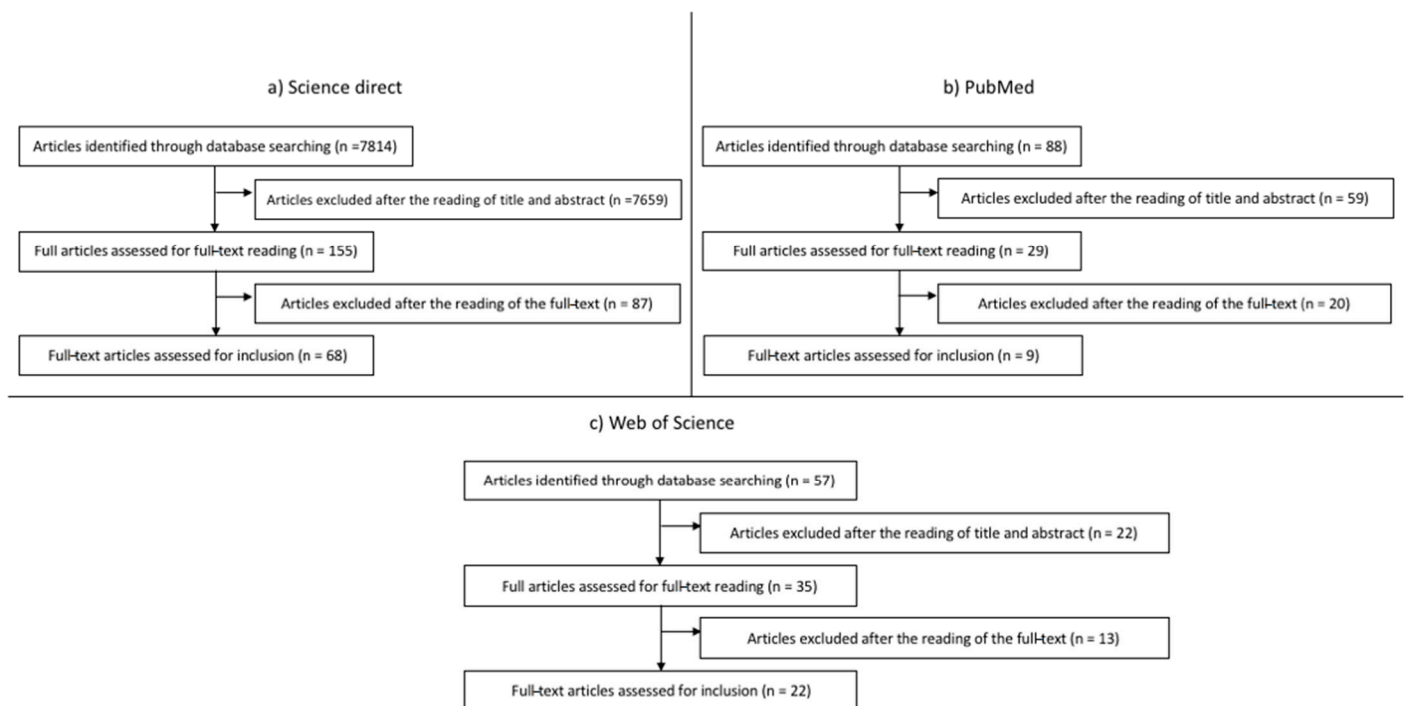 a) Science direct
Articles identified through database searching (n =7814)
Articles excluded after the reading of title and abstract (n =7659)
Full articles assessed for full-text reading (n = 155)
Articles excluded after the reading of the full-text (n = 87)
Full-text articles assessed for inclusion (n = 68)
b) PubMed
Articles identified through database searching (n = 88)
Articles excluded after the reading of title and abstract (n = 59)
Full articles assessed for full-text reading (n = 29)
Articles excluded after the reading of the full-text (n = 20)
Full-text articles assessed for inclusion (n = 9)
c) Web of Science
Articles identified through database searching (n = 57)
Articles excluded after the reading of title and abstract (n = 22)
Full articles assessed for full-text reading (n = 35)
Articles excluded after the reading of the full-text (n = 13)
Full-text articles assessed for inclusion (n = 22)